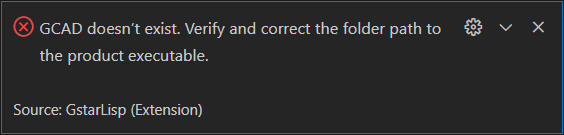 GCAD doesn't exist. Verify and correct the folder path to
the product executable.
Source: GstarLisp (Extension)